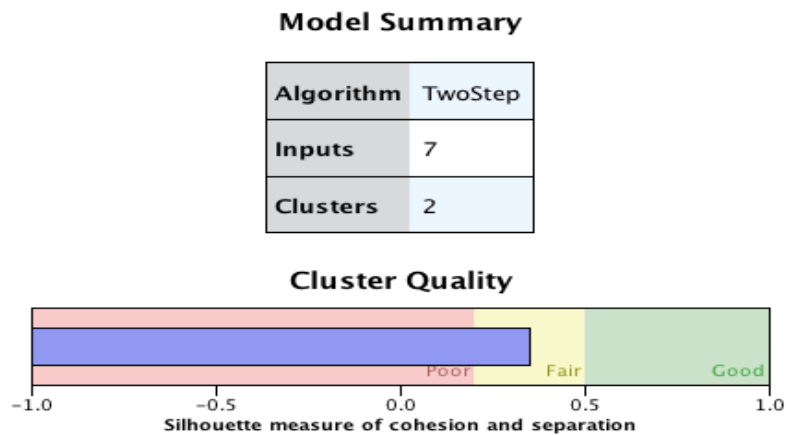 Model Summary
Algorithm TwoStep
Inputs 7
Clusters 2
Cluster Quality
Poor Fair Good
-1.0 -0.5 0.0 0.5 1.0
Silhouette measure of cohesion and separation